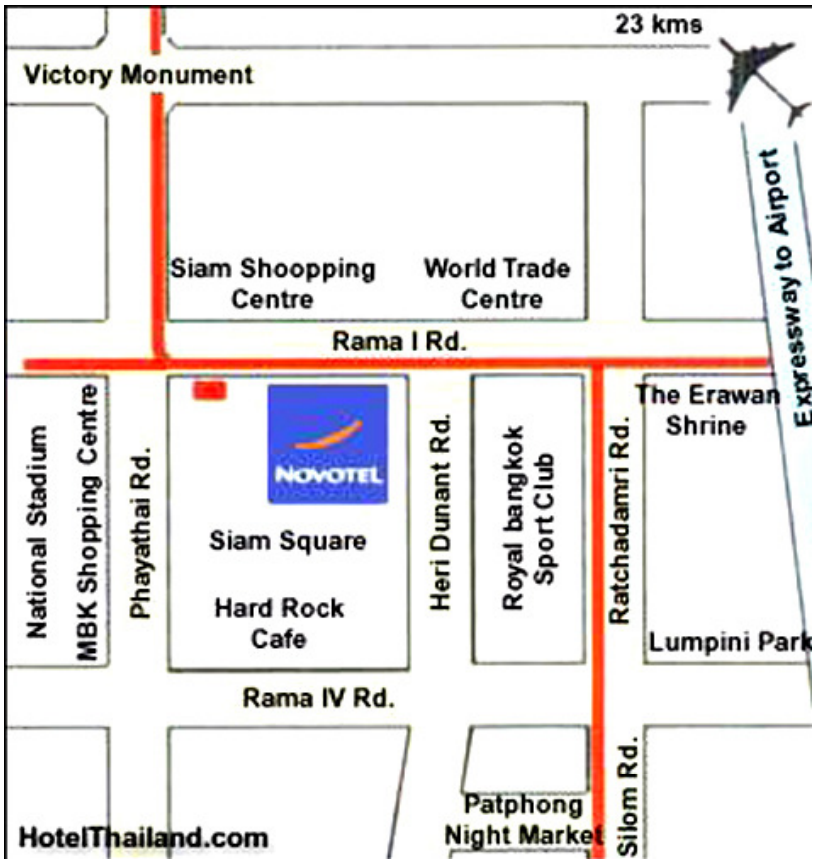 23 kms
Victory Monument
Expressway to Airport
Siam Shoopping
Centre
World Trade
Centre
Rama I Rd.
National Stadium
MBK Shopping Centre
Phayathai Rd.
NOVOTEL
Siam Square
Hard Rock
Cafe
Heri Dunant Rd.
Royal bangkok
Sport Club
Ratchadamri Rd.
The Erawan
Shrine
Lumpini Park
Rama IV Rd.
Patphong
Night Market
Silom Rd.
HotelThailand.com